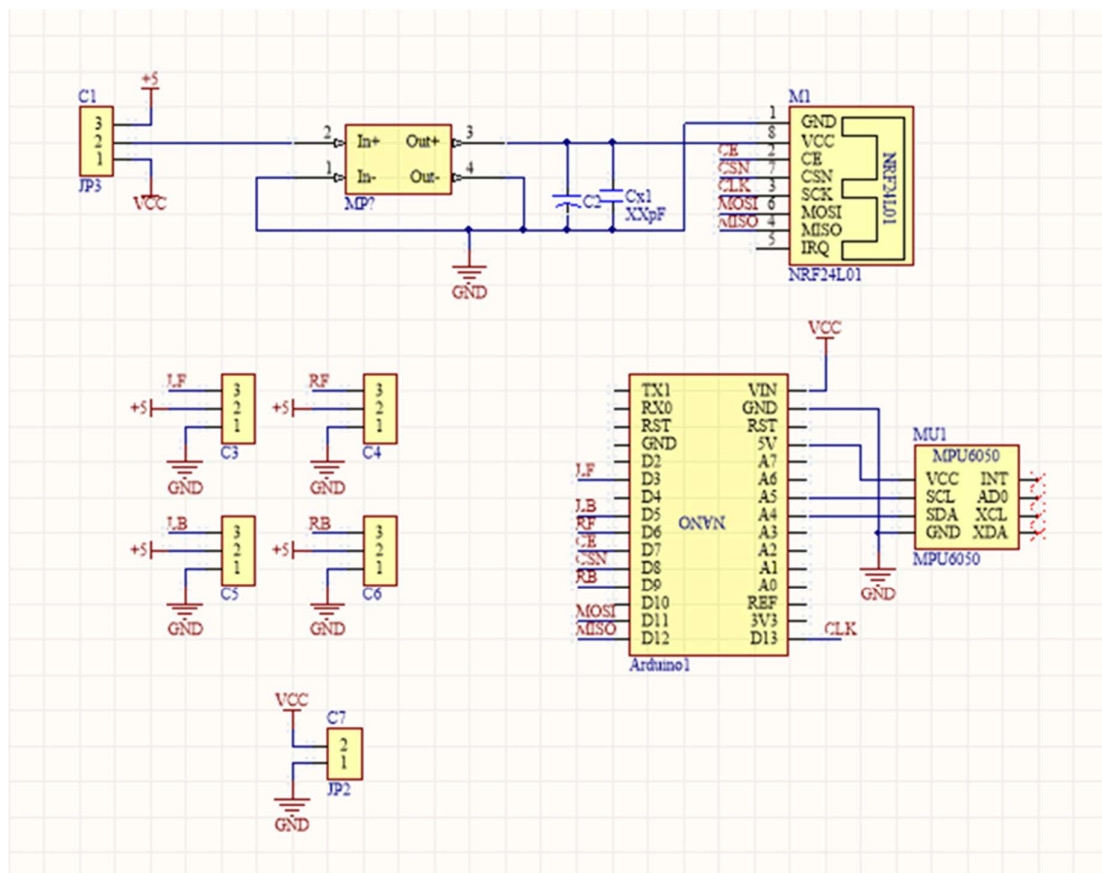 C1
+5
3
2
1
JP3
VCC
2 In+ Out+ 3
1 In- Out- 4
MP?
C2
Cx1
XXpF
GND
M1
1 GND
8 VCC
CE 2 CE
CSN 7 CSN
CLK 3 SCK
MOSI 6 MOSI
MISO 4 MISO
5 IRQ
NRF24L01
NRF24L01
LF 3
+5 2
1
C3
GND
RF 3
+5 2
1
C4
GND
LB 3
+5 2
1
C5
GND
RB 3
+5 2
1
C6
GND
VCC
TX1 VIN
RX0 GND
RST RST
GND 5V
D2 A7
LF D3 A6
D4 A5
LB D5 A4
RF D6 A3
CE D7 A2
CSN D8 A1
RB D9 A0
D10 REF
MOSI D11 3V3
MISO D12 D13 CLK
NANO
Arduino1
MU1
MPU6050
VCC INT
SCL AD0
SDA XCL
GND XDA
MPU6050
GND
VCC
C7
2
1
JP2
GND